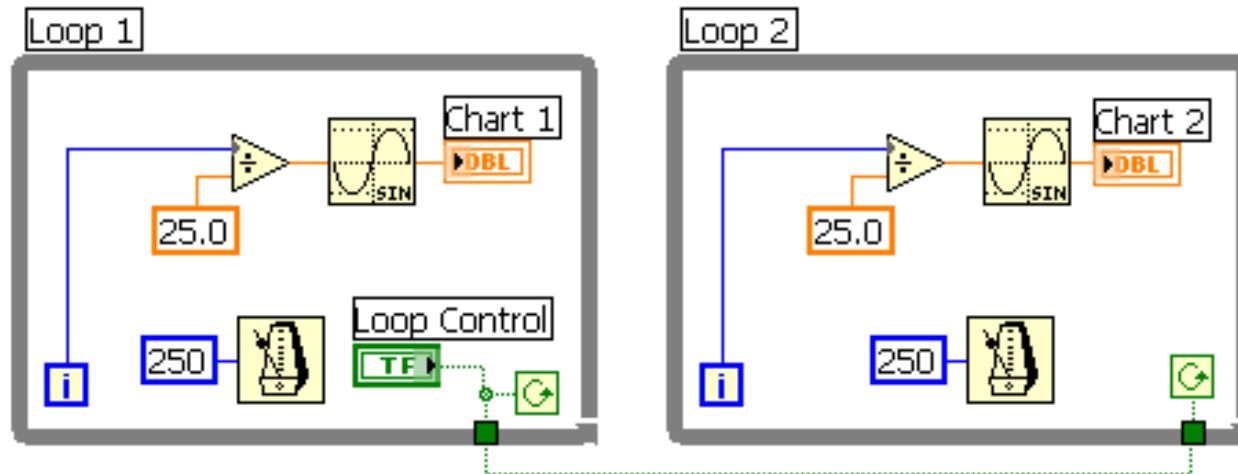 Loop 1
Loop 2
Chart 1
DBL
SIN
25.0
Loop Control
TF
250
i
Chart 2
DBL
SIN
25.0
250
i